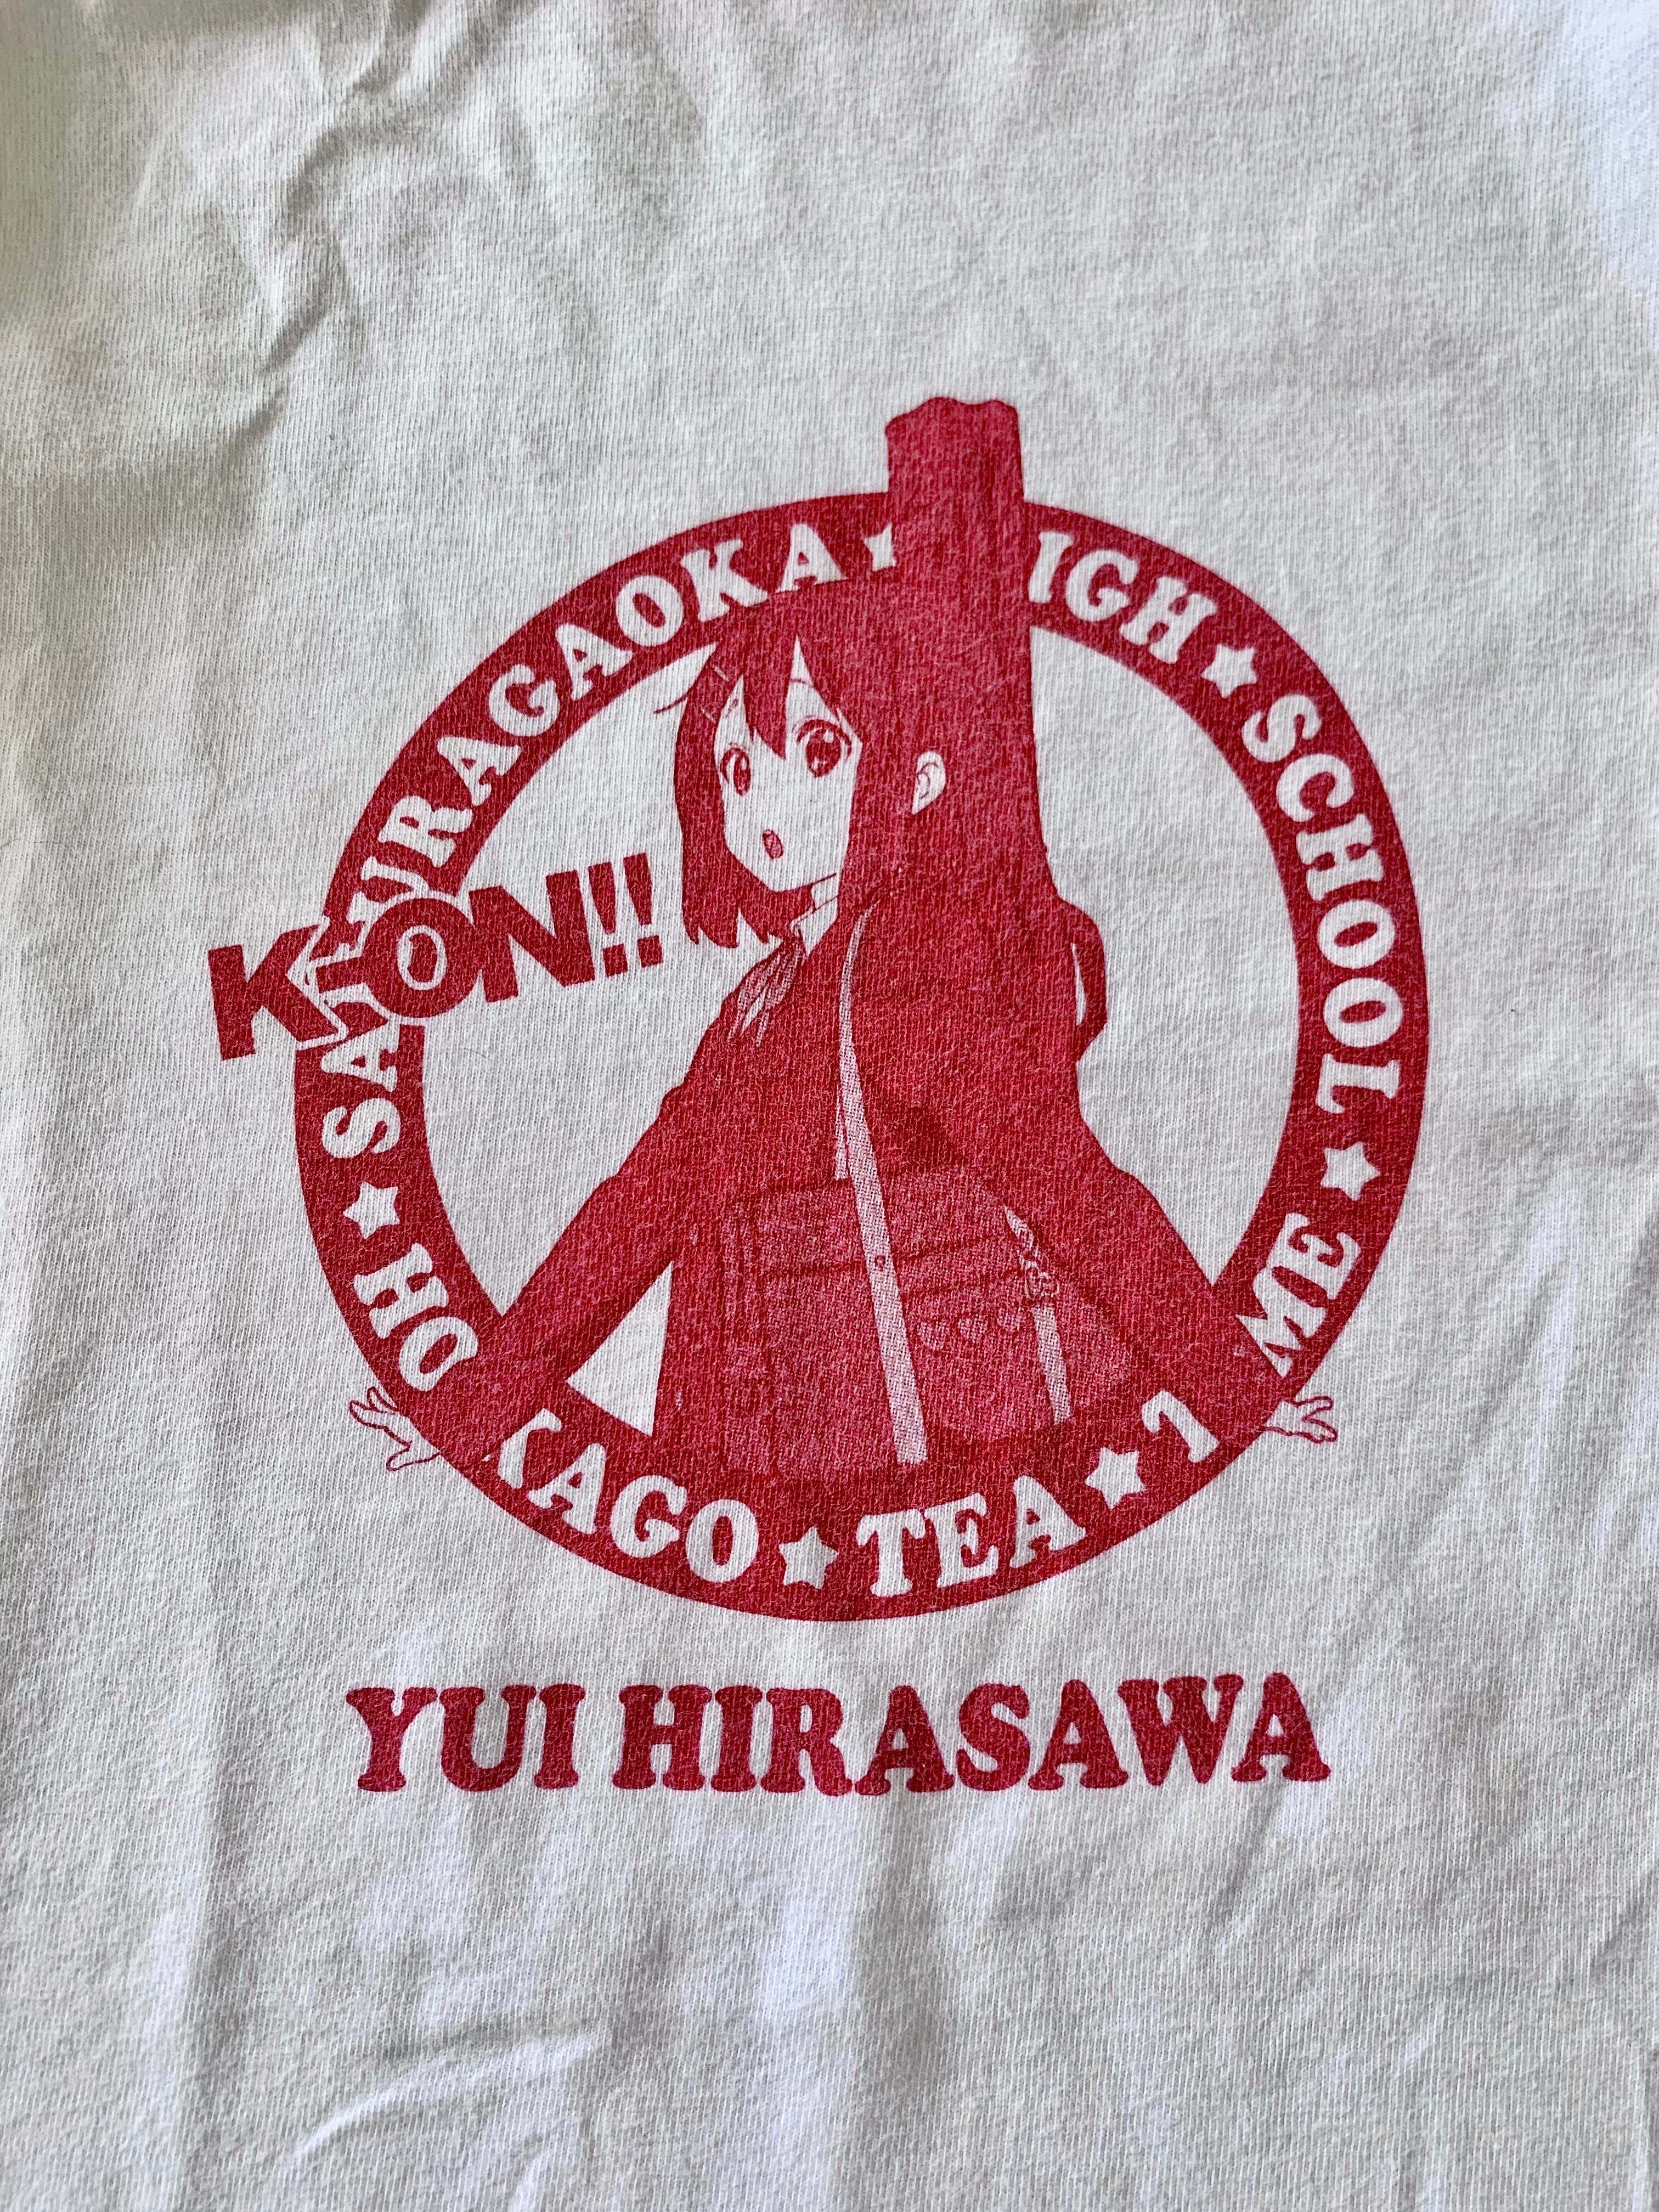 K-ON!!
SAKURAGAOKA★HIGH★SCHOOL★
HO KAGO★TEA★TIME
YUI HIRASAWA